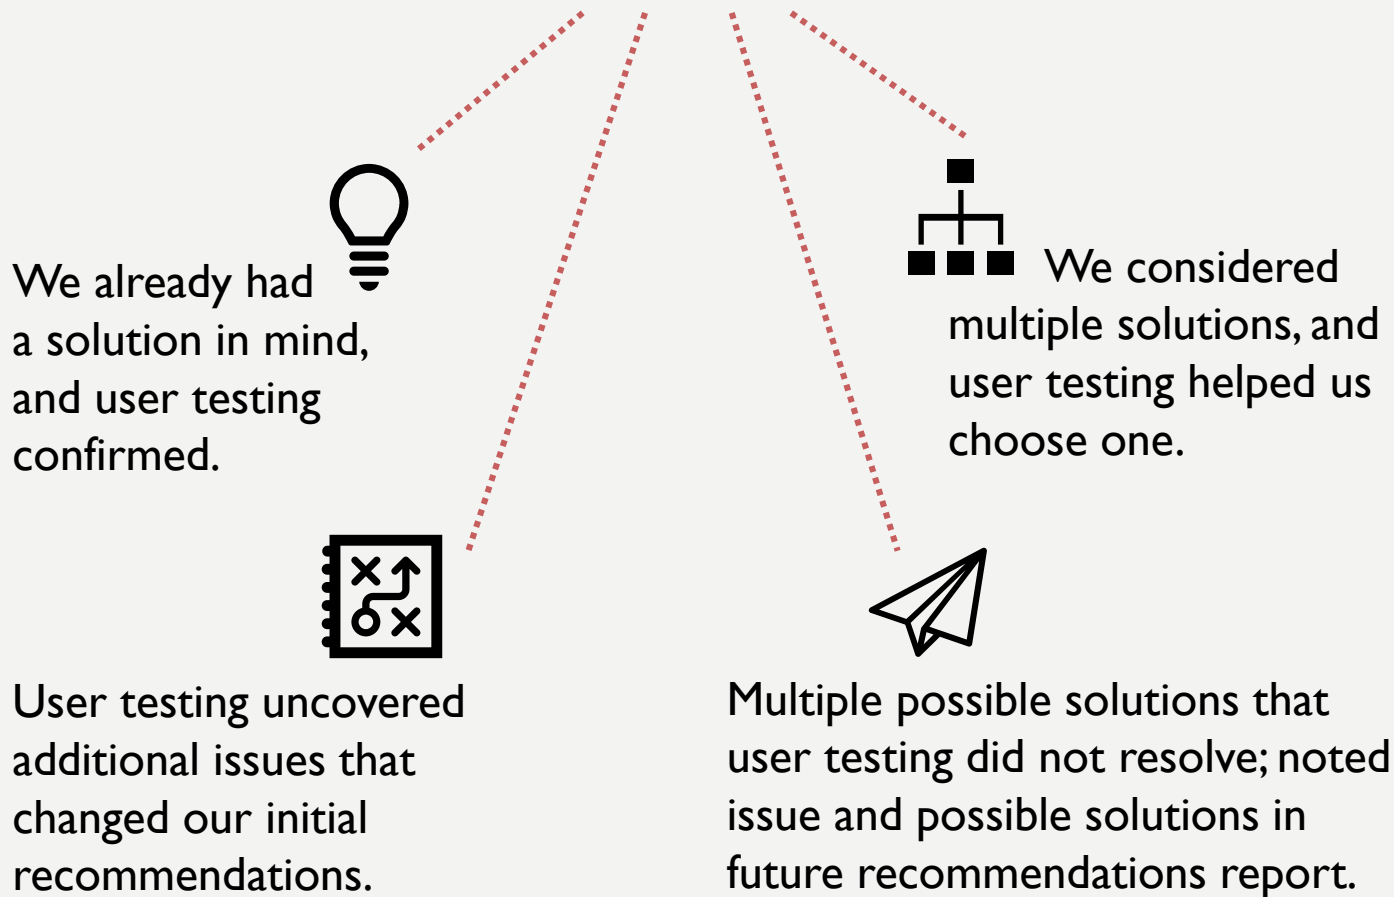 We already had
a solution in mind,
and user testing
confirmed.
We considered
multiple solutions, and
user testing helped us
choose one.
User testing uncovered
additional issues that
changed our initial
recommendations.
Multiple possible solutions that
user testing did not resolve; noted
issue and possible solutions in
future recommendations report.